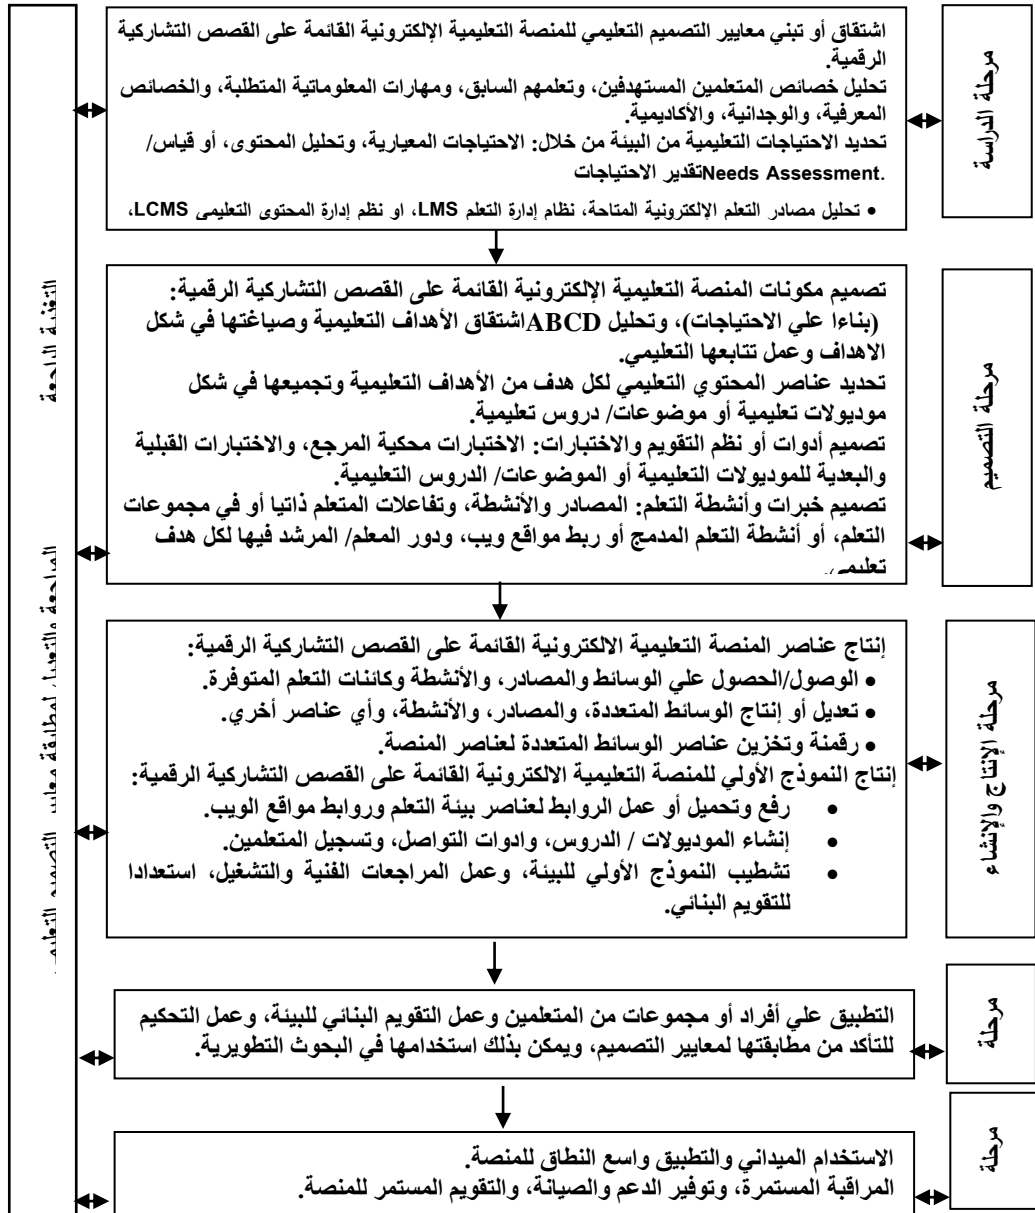 مرحلة الدراسة
اشتقاق أو تبني معايير التصميم التعليمي للمنصة التعليمية الإلكترونية القائمة على القصص التشاركية
الرقمية.
تحليل خصائص المتعلمين المستهدفين، وتعلمهم السابق، ومهارات المعلوماتية المتطلبة، والخصائص
المعرفية، والوجدانية، والأكاديمية.
تحديد الاحتياجات التعليمية من البيئة من خلال: الاحتياجات المعيارية، وتحليل المحتوى، أو قياس/
.Needs Assessmentتقدير الاحتياجات
• تحليل مصادر التعلم الإلكترونية المتاحة، نظام إدارة التعلم LMS، او نظم إدارة المحتوى التعليمي LCMS،
مرحلة التصميم
تصميم مكونات المنصة التعليمية الإلكترونية القائمة على القصص التشاركية الرقمية:
(بناءا علي الاحتياجات)، وتحليل ABCDاشتقاق الأهداف التعليمية وصياغتها في شكل
الاهداف وعمل تتابعها التعليمي.
تحديد عناصر المحتوي التعليمي لكل هدف من الأهداف التعليمية وتجميعها في شكل
موديولات تعليمية أو موضوعات/ دروس تعليمية.
تصميم أدوات أو نظم التقويم والاختبارات: الاختبارات محكية المرجع، والاختبارات القبلية
والبعدية للموديولات التعليمية أو الموضوعات/ الدروس التعليمية.
تصميم خبرات وأنشطة التعلم: المصادر والأنشطة، وتفاعلات المتعلم ذاتيا أو في مجموعات
التعلم، أو أنشطة التعلم المدمج أو ربط مواقع ويب، ودور المعلم/ المرشد فيها لكل هدف
تعليمي.
مرحلة الإنتاج والإنشاء
إنتاج عناصر المنصة التعليمية الالكترونية القائمة على القصص التشاركية الرقمية:
• الوصول/الحصول علي الوسائط والمصادر، والأنشطة وكائنات التعلم المتوفرة.
• تعديل أو إنتاج الوسائط المتعددة، والمصادر، والأنشطة، وأي عناصر أخري.
• رقمنة وتخزين عناصر الوسائط المتعددة لعناصر المنصة.
إنتاج النموذج الأولي للمنصة التعليمية الالكترونية القائمة على القصص التشاركية الرقمية:
• رفع وتحميل أو عمل الروابط لعناصر بيئة التعلم وروابط مواقع الويب.
• إنشاء الموديولات / الدروس، وادوات التواصل، وتسجيل المتعلمين.
• تشطيب النموذج الأولي للبيئة، وعمل المراجعات الفنية والتشغيل، استعدادا
للتقويم البنائي.
مرحلة
التطبيق علي أفراد أو مجموعات من المتعلمين وعمل التقويم البنائي للبيئة، وعمل التحكيم
للتأكد من مطابقتها لمعايير التصميم، ويمكن بذلك استخدامها في البحوث التطويرية.
مرحلة
الاستخدام الميداني والتطبيق واسع النطاق للمنصة.
المراقبة المستمرة، وتوفير الدعم والصيانة، والتقويم المستمر للمنصة.
التغذية الراجعة
المراجعة والتعديل لمطابقة معايير التصميم التعليمي